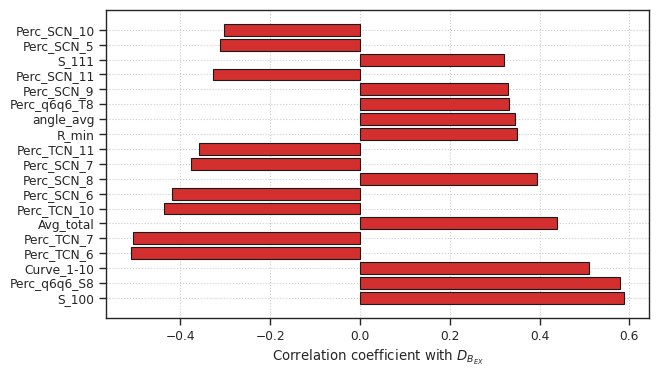 Perc_SCN_10
Perc_SCN_5
S_111
Perc_SCN_11
Perc_SCN_9
Perc_q6q6_T8
angle_avg
R_min
Perc_TCN_11
Perc_SCN_7
Perc_SCN_8
Perc_SCN_6
Perc_TCN_10
Avg_total
Perc_TCN_7
Perc_TCN_6
Curve_1-10
Perc_q6q6_S8
S_100
−0.4 −0.2 0.0 0.2 0.4 0.6
Correlation coefficient with D_{B_{EX}}